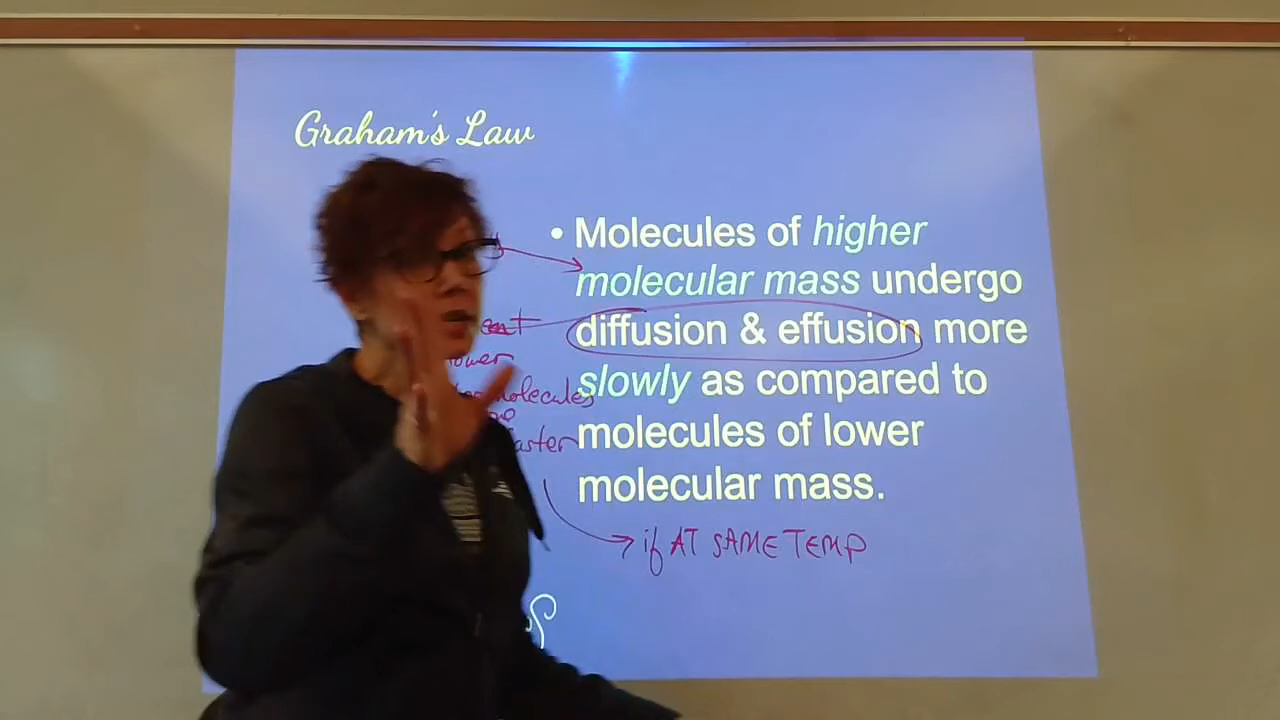 Graham's Law
• Molecules of higher
molecular mass undergo
diffusion & effusion more
slowly as compared to
molecules of lower
molecular mass.
molecules
if AT SAME TEMP